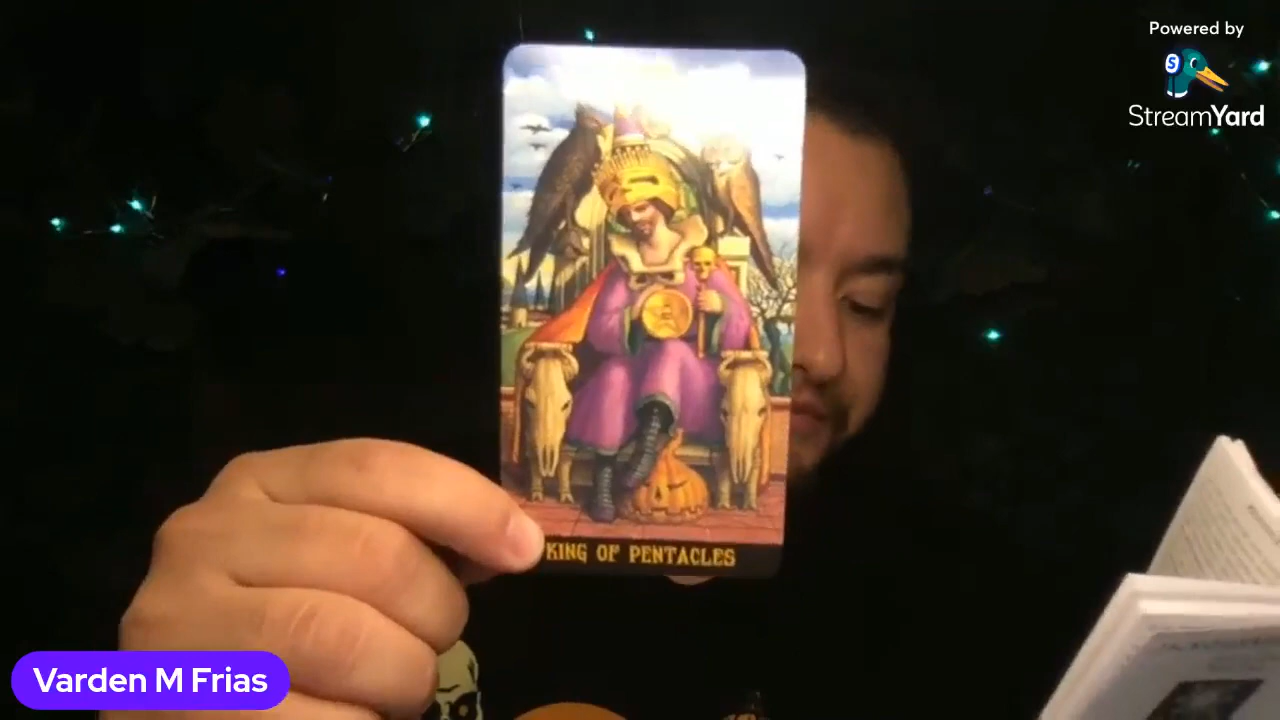 Powered by
S
StreamYard
KING OF PENTACLES
Varden M Frias